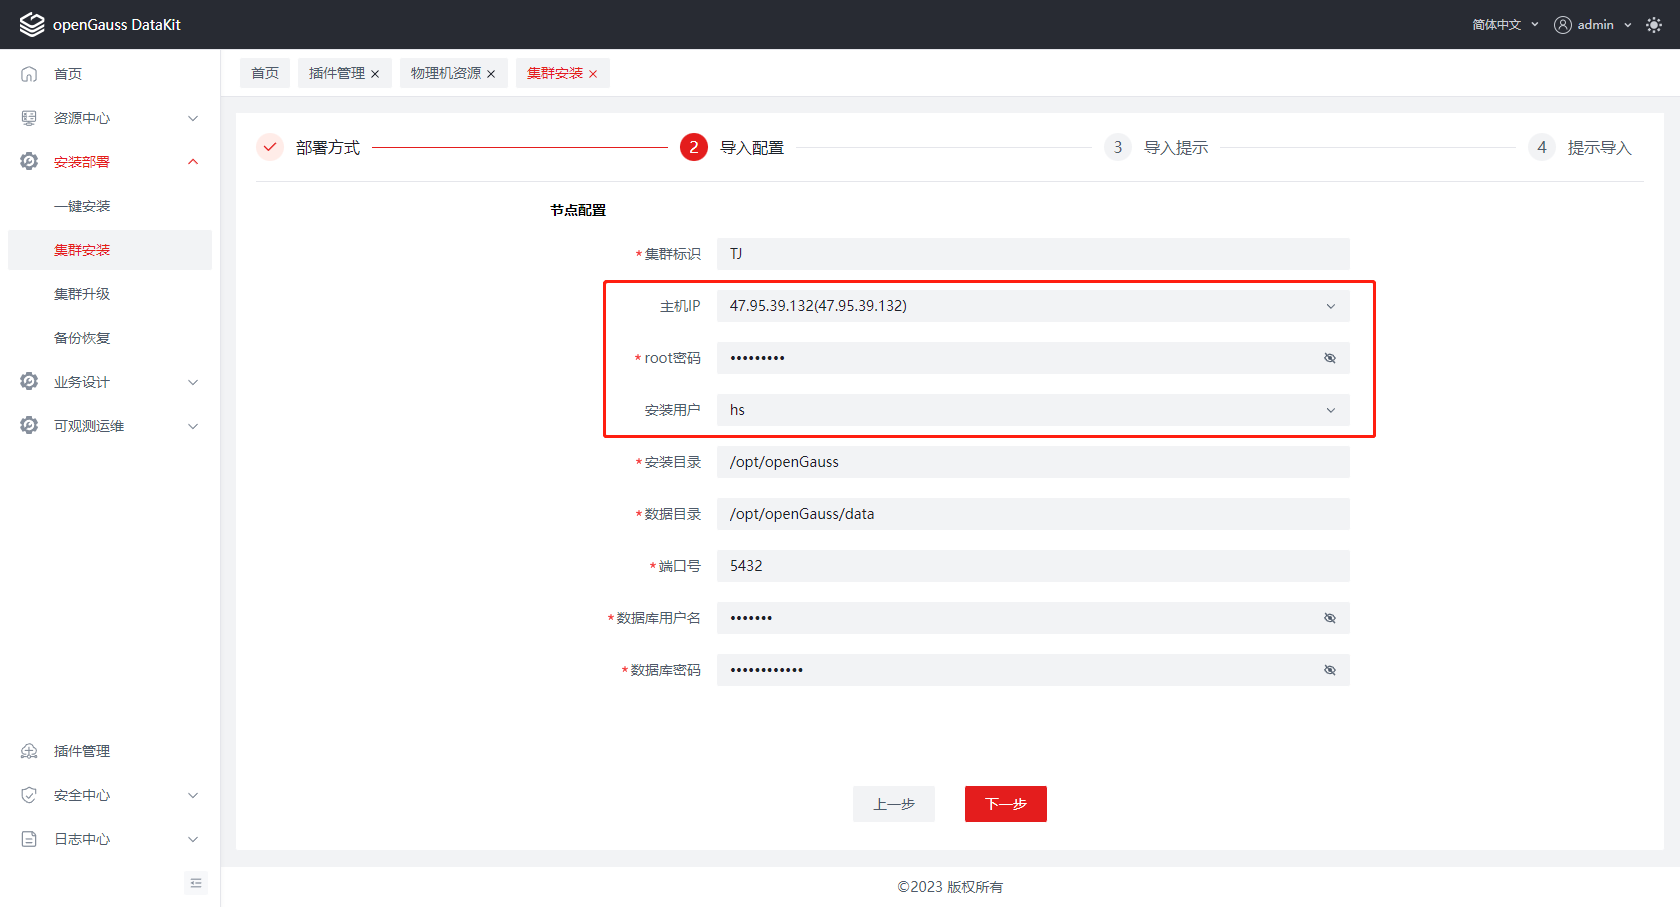 openGauss DataKit
简体中文
admin
首页
资源中心
安装部署
一键安装
集群安装
集群升级
备份恢复
业务设计
可观测运维
插件管理
安全中心
日志中心
首页
插件管理 ×
物理机资源 ×
集群安装 ×
部署方式
2 导入配置
3 导入提示
4 提示导入
节点配置
*集群标识 TJ
主机IP 47.95.39.132(47.95.39.132)
*root密码 •••••••••
安装用户 hs
*安装目录 /opt/openGauss
*数据目录 /opt/openGauss/data
*端口号 5432
*数据库用户名 •••••••
*数据库密码 ••••••••••••
上一步
下一步
©2023 版权所有